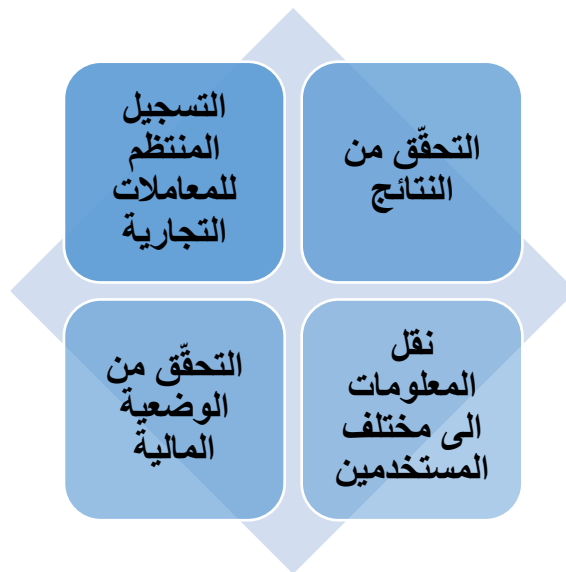 التسجيل
المنتظم
للمعاملات
التجارية
التحقّق من
النتائج
التحقّق من
الوضعية
المالية
نقل
المعلومات
الى مختلف
المستخدمين